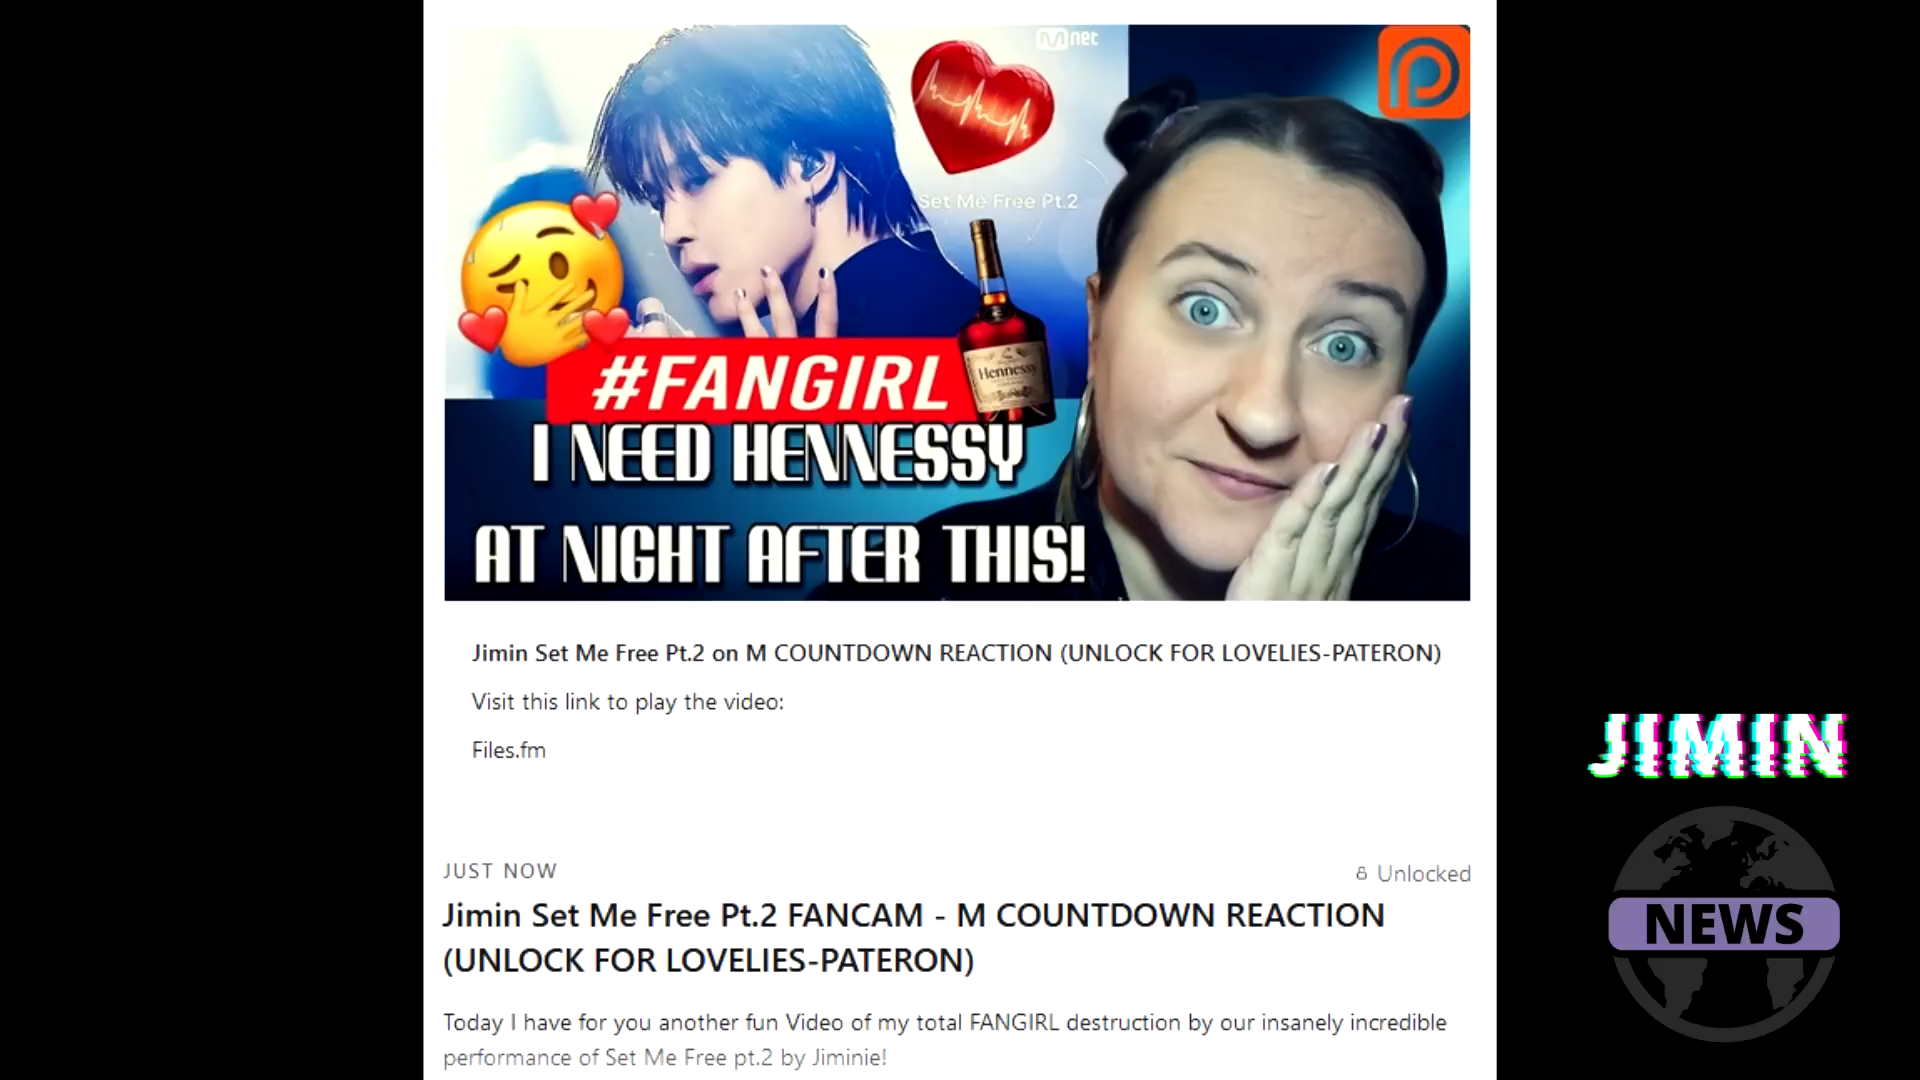 mnet
Set Me Free Pt.2
Hennessy
#FANGIRL
I NEED HENNESSY
AT NIGHT AFTER THIS!
Jimin Set Me Free Pt.2 on M COUNTDOWN REACTION (UNLOCK FOR LOVELIES-PATERON)
Visit this link to play the video:
Files.fm
JUST NOW
Unlocked
Jimin Set Me Free Pt.2 FANCAM - M COUNTDOWN REACTION
(UNLOCK FOR LOVELIES-PATERON)
Today I have for you another fun Video of my total FANGIRL destruction by our insanely incredible
performance of Set Me Free pt.2 by Jiminie!
JIMIN
NEWS